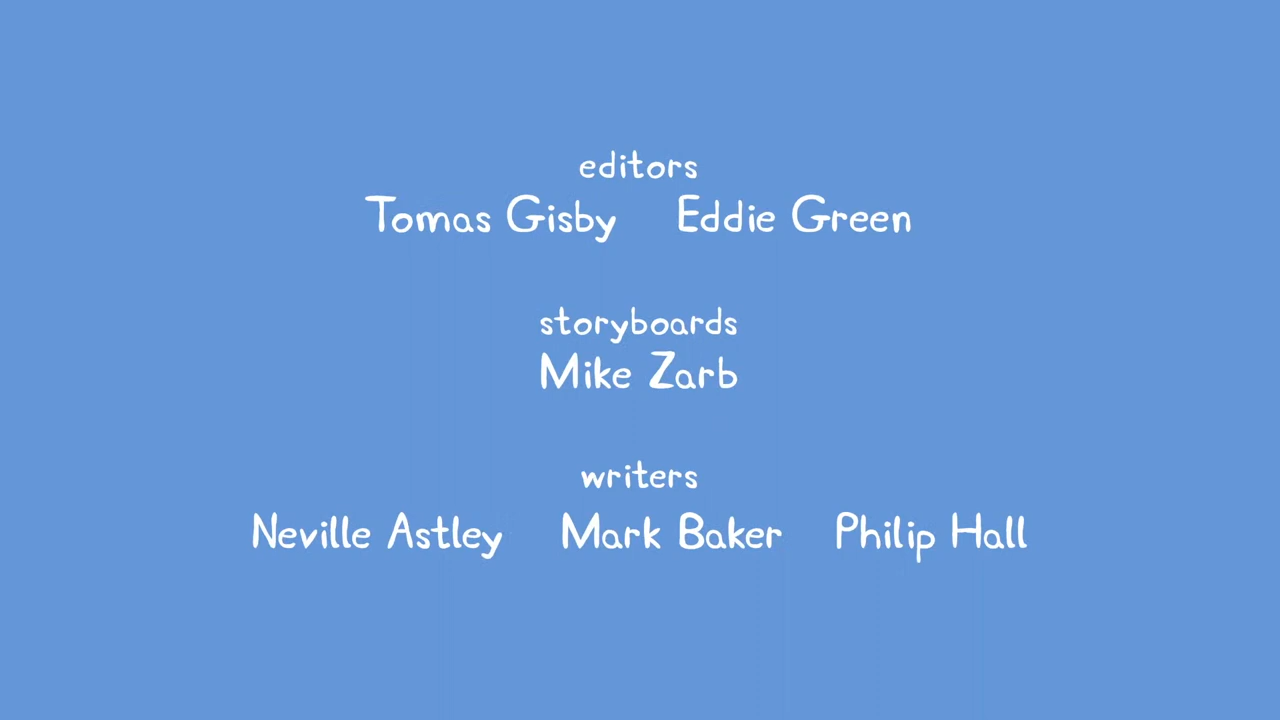 editors
Tomas Gisby Eddie Green
storyboards
Mike Zarb
writers
Neville Astley Mark Baker Philip Hall